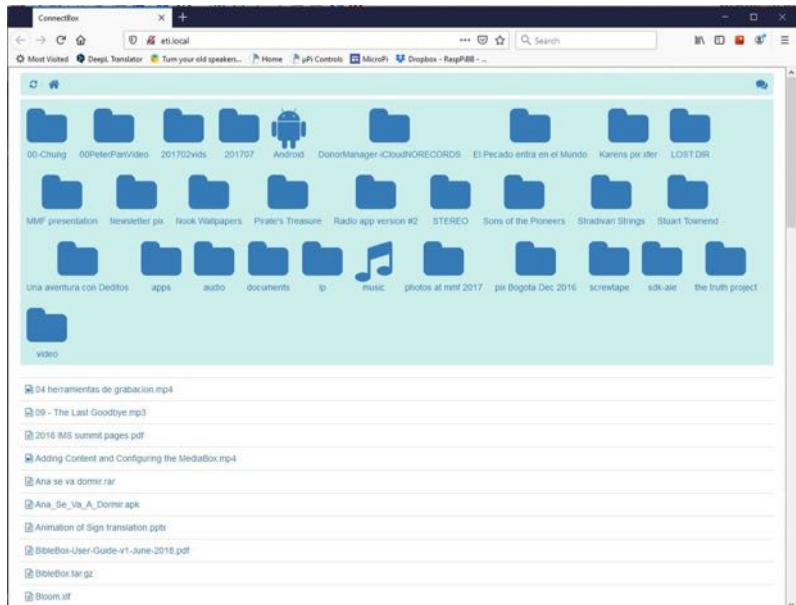 ConnectBox
eti.local
Search
Most Visited DeepL Translator Turn your old speakers... Home µPi Controls MicroPi Dropbox - RaspPiBB - ...
00-Chung 00PeterPanVideo 201702vids 201707 Android DonorManager-iCloudNORECORDS El Pecado entra en el Mundo Karens pix xfer LOST.DIR
MMF presentation Newsletter pix Nook Wallpapers Pirate's Treasure Radio app version #2 STEREO Sons of the Pioneers Stradivari Strings Stuart Townend
Una aventura con Deditos apps audio documents lp music photos at mmf 2017 pix Bogota Dec 2016 screwtape sdk-aie the truth project
video
04 herramientas de grabacion.mp4
09 - The Last Goodbye.mp3
2016 IMS summit pages.pdf
Adding Content and Configuring the MediaBox.mp4
Ana se va dormir.rar
Ana_Se_Va_A_Dormir.apk
Animation of Sign translation.pptx
BibleBox-User-Guide-v1-June-2018.pdf
BibleBox.tar.gz
Bloom.xlf